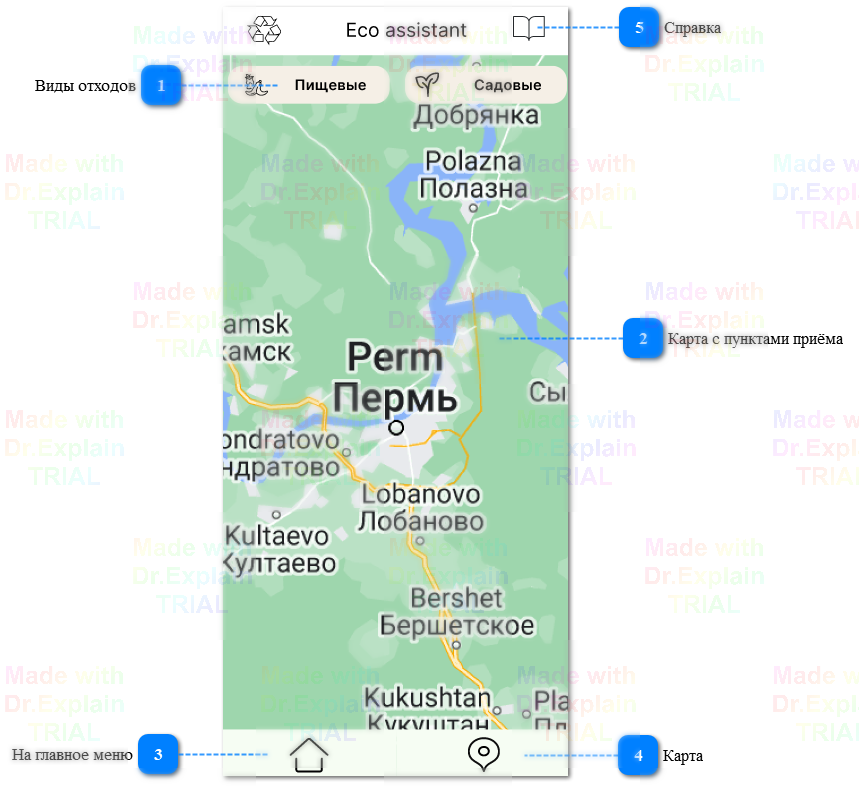 Eco assistant
5 Справка
Виды отходов 1
Пищевые
Садовые
Добрянка
Polazna
Полазна
amsk
камск
Perm
Пермь
2 Карта с пунктами приёма
Сы
ondratovo
ндратово
Lobanovo
Лобаново
Kultaevo
Култаево
Bershet
Бершетское
Kukushtan
Кукуштан
Pla
Пл
На главное меню 3
4 Карта
Made with
Dr.Explain
TRIAL